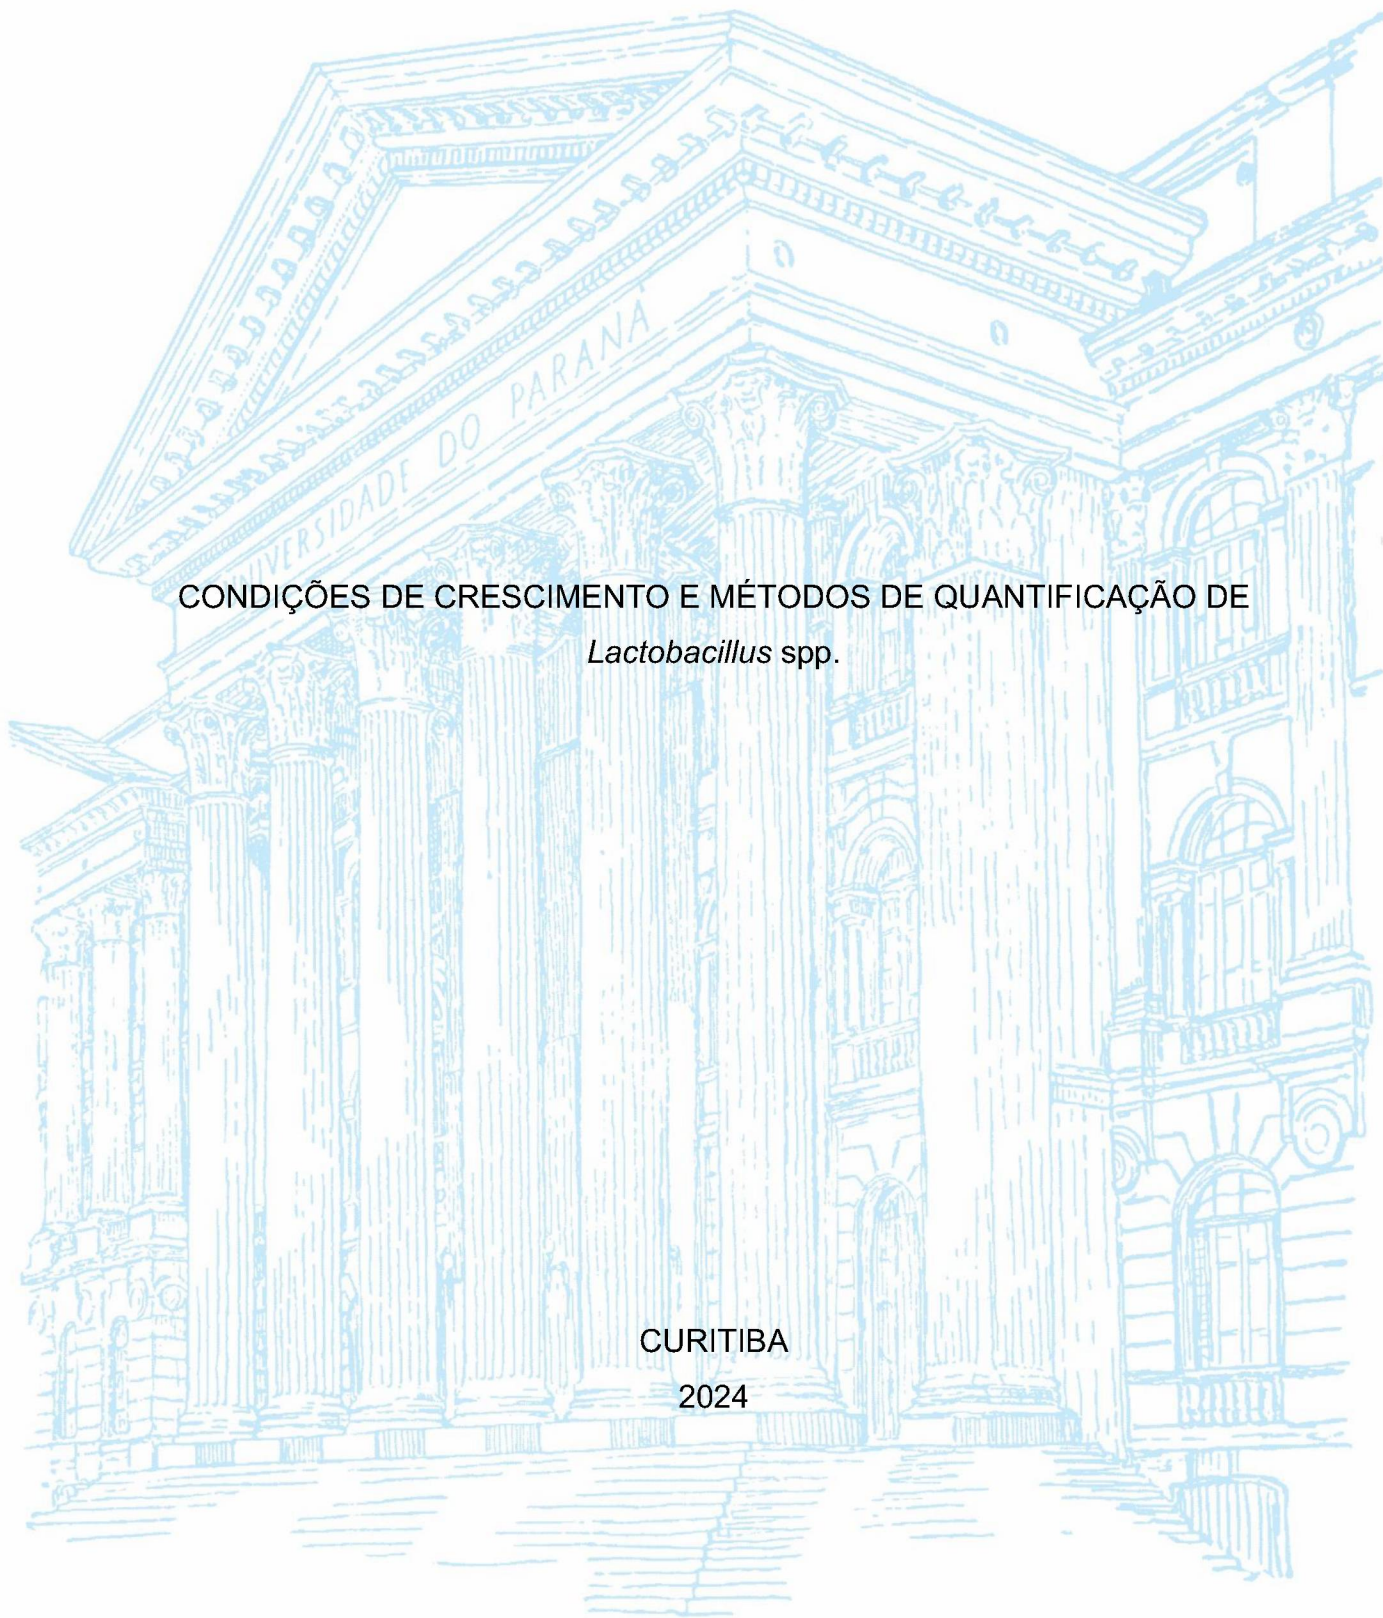 UNIVERSIDADE DO PARANÁ
CONDIÇÕES DE CRESCIMENTO E MÉTODOS DE QUANTIFICAÇÃO DE
Lactobacillus spp.
CURITIBA
2024